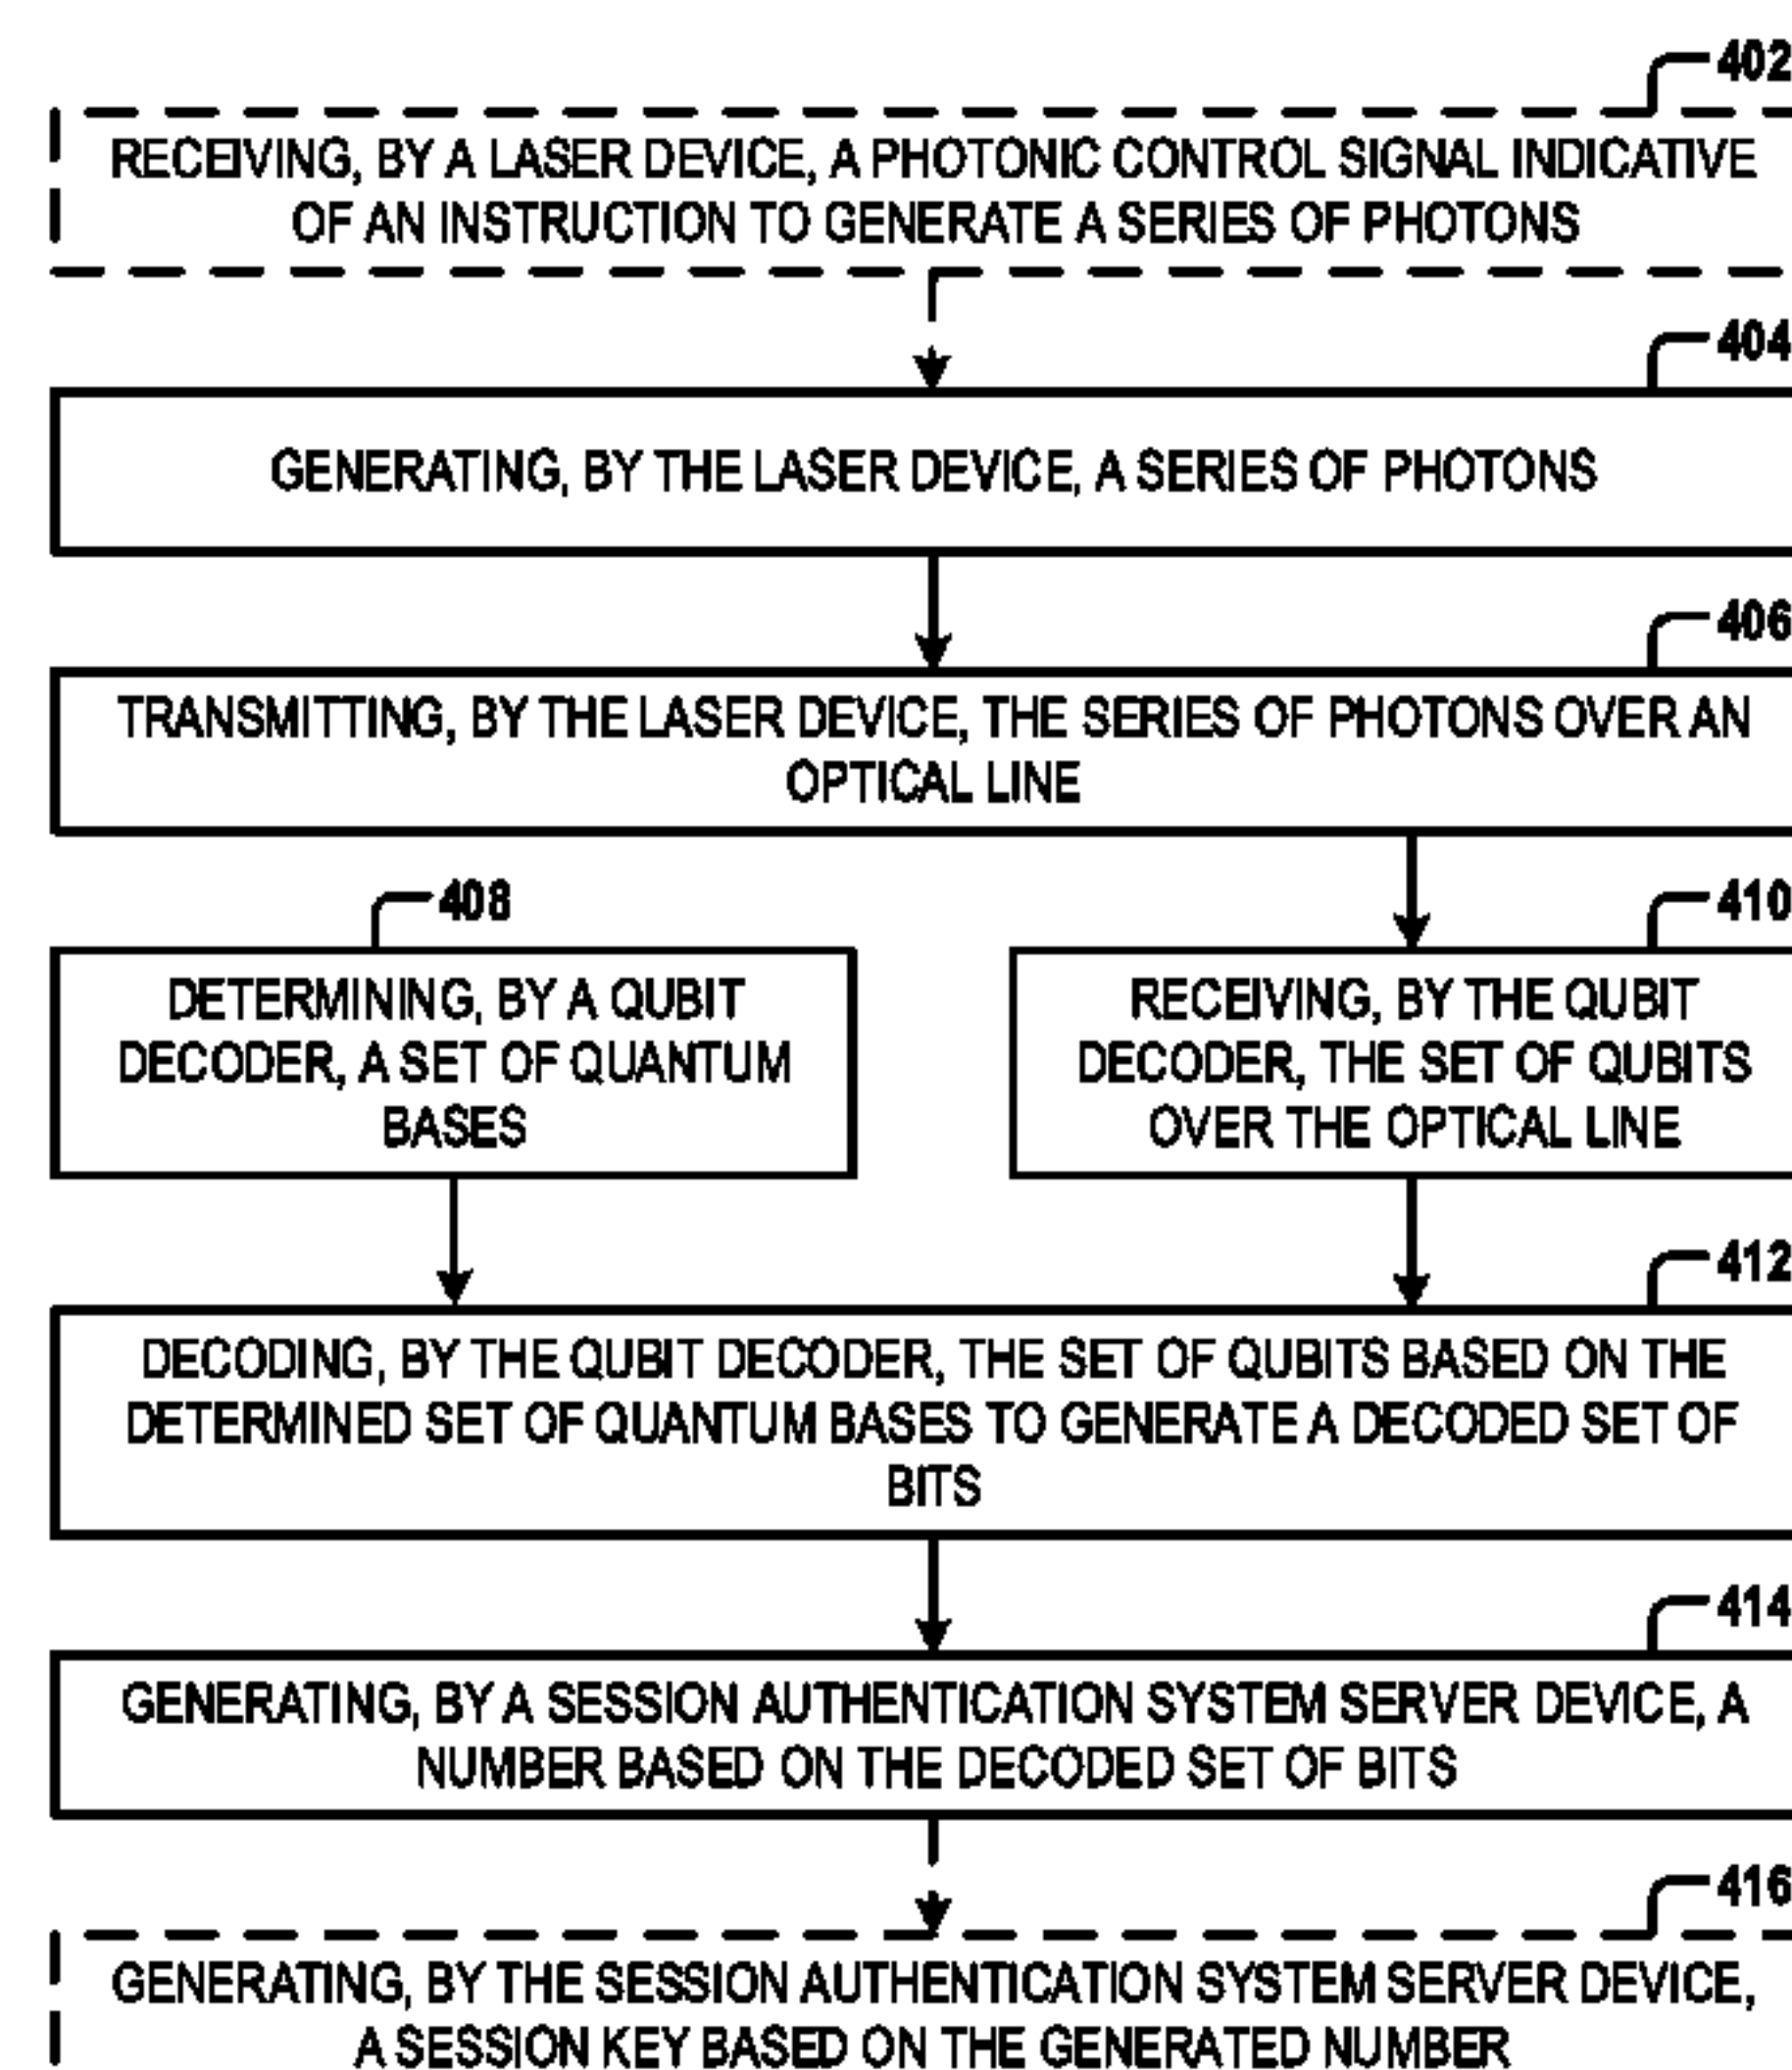 402
RECEIVING, BY A LASER DEVICE, A PHOTONIC CONTROL SIGNAL INDICATIVE
OF AN INSTRUCTION TO GENERATE A SERIES OF PHOTONS
404
GENERATING, BY THE LASER DEVICE, A SERIES OF PHOTONS
406
TRANSMITTING, BY THE LASER DEVICE, THE SERIES OF PHOTONS OVER AN
OPTICAL LINE
408
DETERMINING, BY A QUBIT
DECODER, A SET OF QUANTUM
BASES
410
RECEIVING, BY THE QUBIT
DECODER, THE SET OF QUBITS
OVER THE OPTICAL LINE
412
DECODING, BY THE QUBIT DECODER, THE SET OF QUBITS BASED ON THE
DETERMINED SET OF QUANTUM BASES TO GENERATE A DECODED SET OF
BITS
414
GENERATING, BY A SESSION AUTHENTICATION SYSTEM SERVER DEVICE, A
NUMBER BASED ON THE DECODED SET OF BITS
416
GENERATING, BY THE SESSION AUTHENTICATION SYSTEM SERVER DEVICE,
A SESSION KEY BASED ON THE GENERATED NUMBER